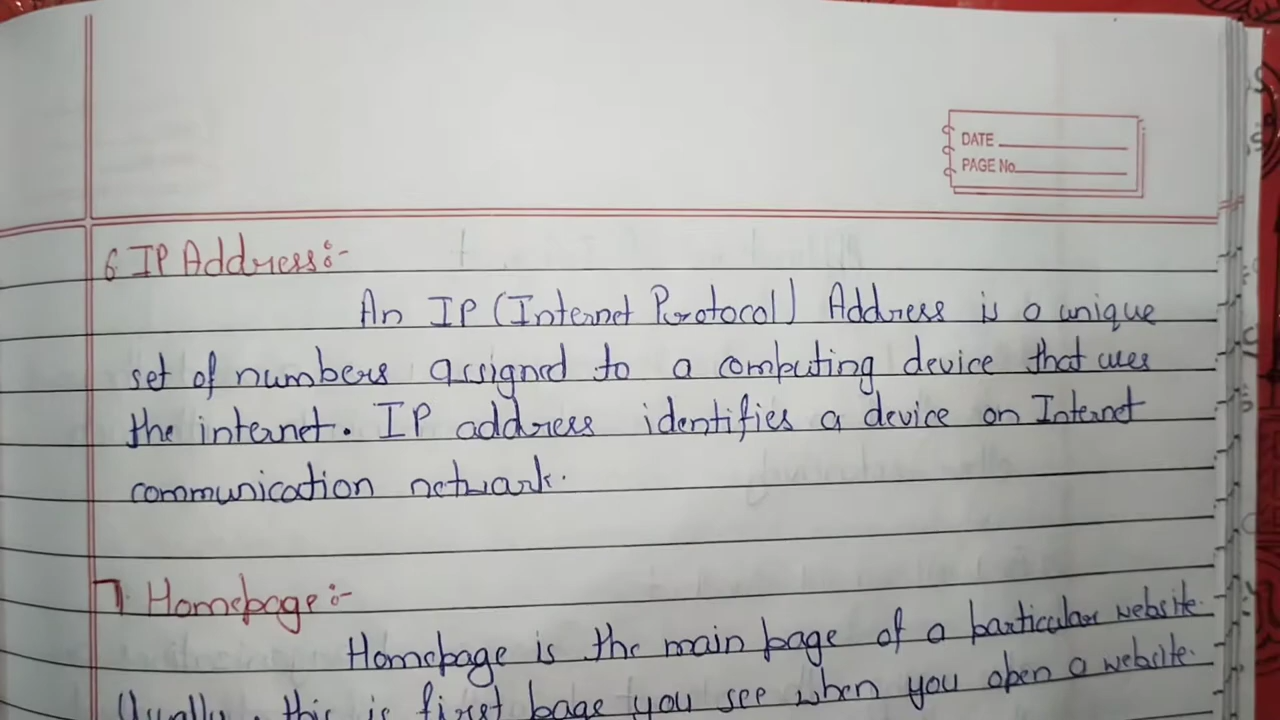 DATE
PAGE No.
6. IP Address:-
An IP (Internet Protocol) Address is a unique
set of numbers assigned to a computing device that uses
the internet. IP address identifies a device on Internet
communication network.
7. Homepage:-
Homepage is the main page of a particular website.
Usually, this is first page you see when you open a website.